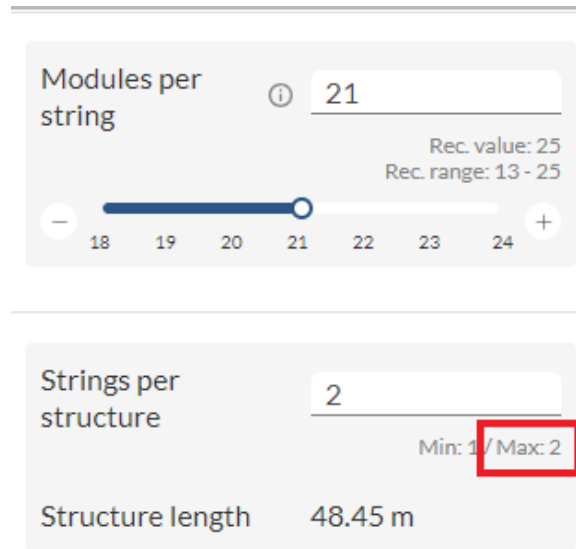 Modules per
string
21
Rec. value: 25
Rec. range: 13 - 25
18 19 20 21 22 23 24
Strings per
structure
2
Min: 1 / Max: 2
Structure length 48.45 m